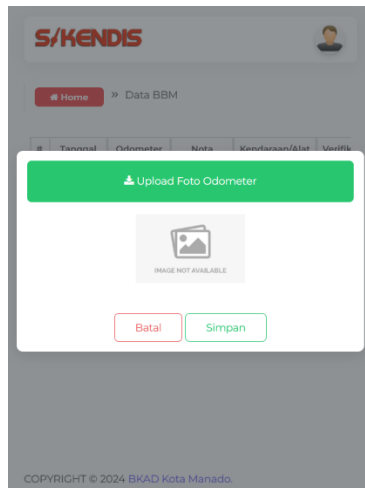 S/KENDIS
Home » Data BBM
# Tanggal Odometer Nota Kendaraan/Alat Verifik
Upload Foto Odometer
IMAGE NOT AVAILABLE
Batal Simpan
COPYRIGHT © 2024 BKAD Kota Manado.